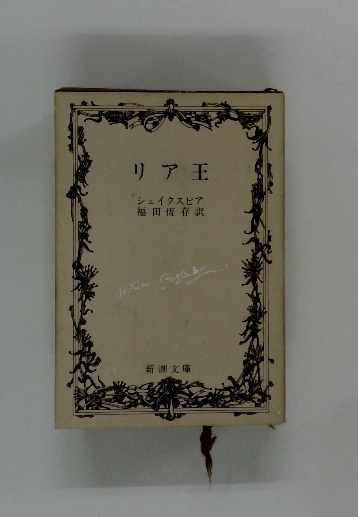 リア王
シェイクスピア
福田恆存訳
新潮文庫